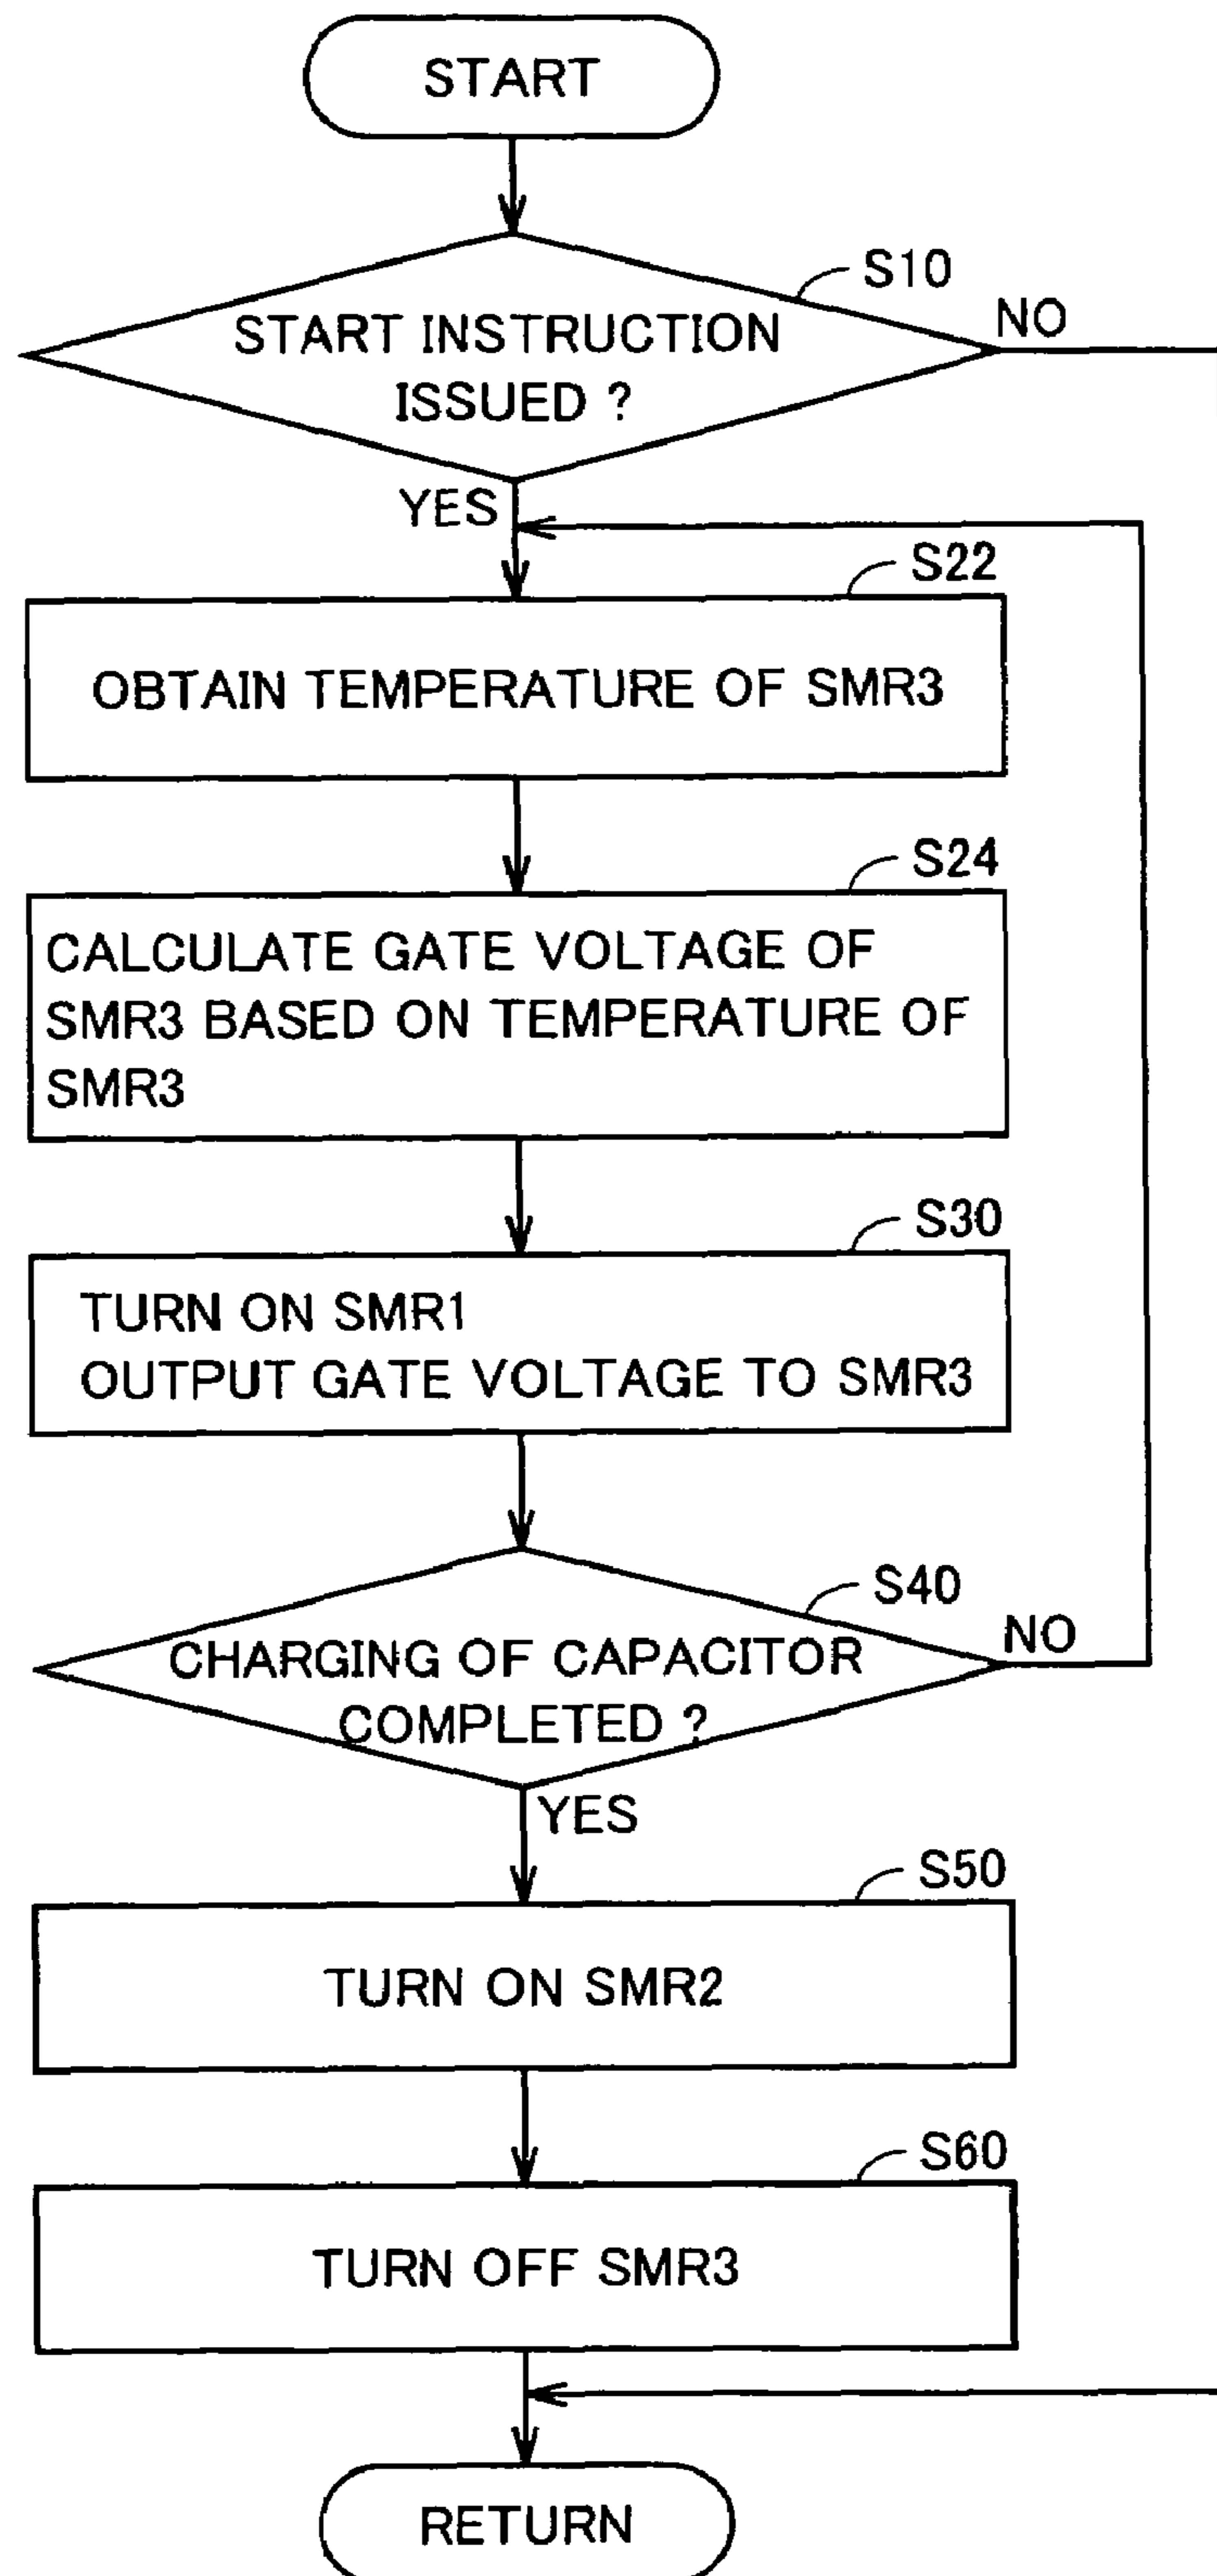 START
S10
START INSTRUCTION
ISSUED ?
NO
YES
S22
OBTAIN TEMPERATURE OF SMR3
S24
CALCULATE GATE VOLTAGE OF
SMR3 BASED ON TEMPERATURE OF
SMR3
S30
TURN ON SMR1
OUTPUT GATE VOLTAGE TO SMR3
S40
CHARGING OF CAPACITOR
COMPLETED ?
NO
YES
S50
TURN ON SMR2
S60
TURN OFF SMR3
RETURN